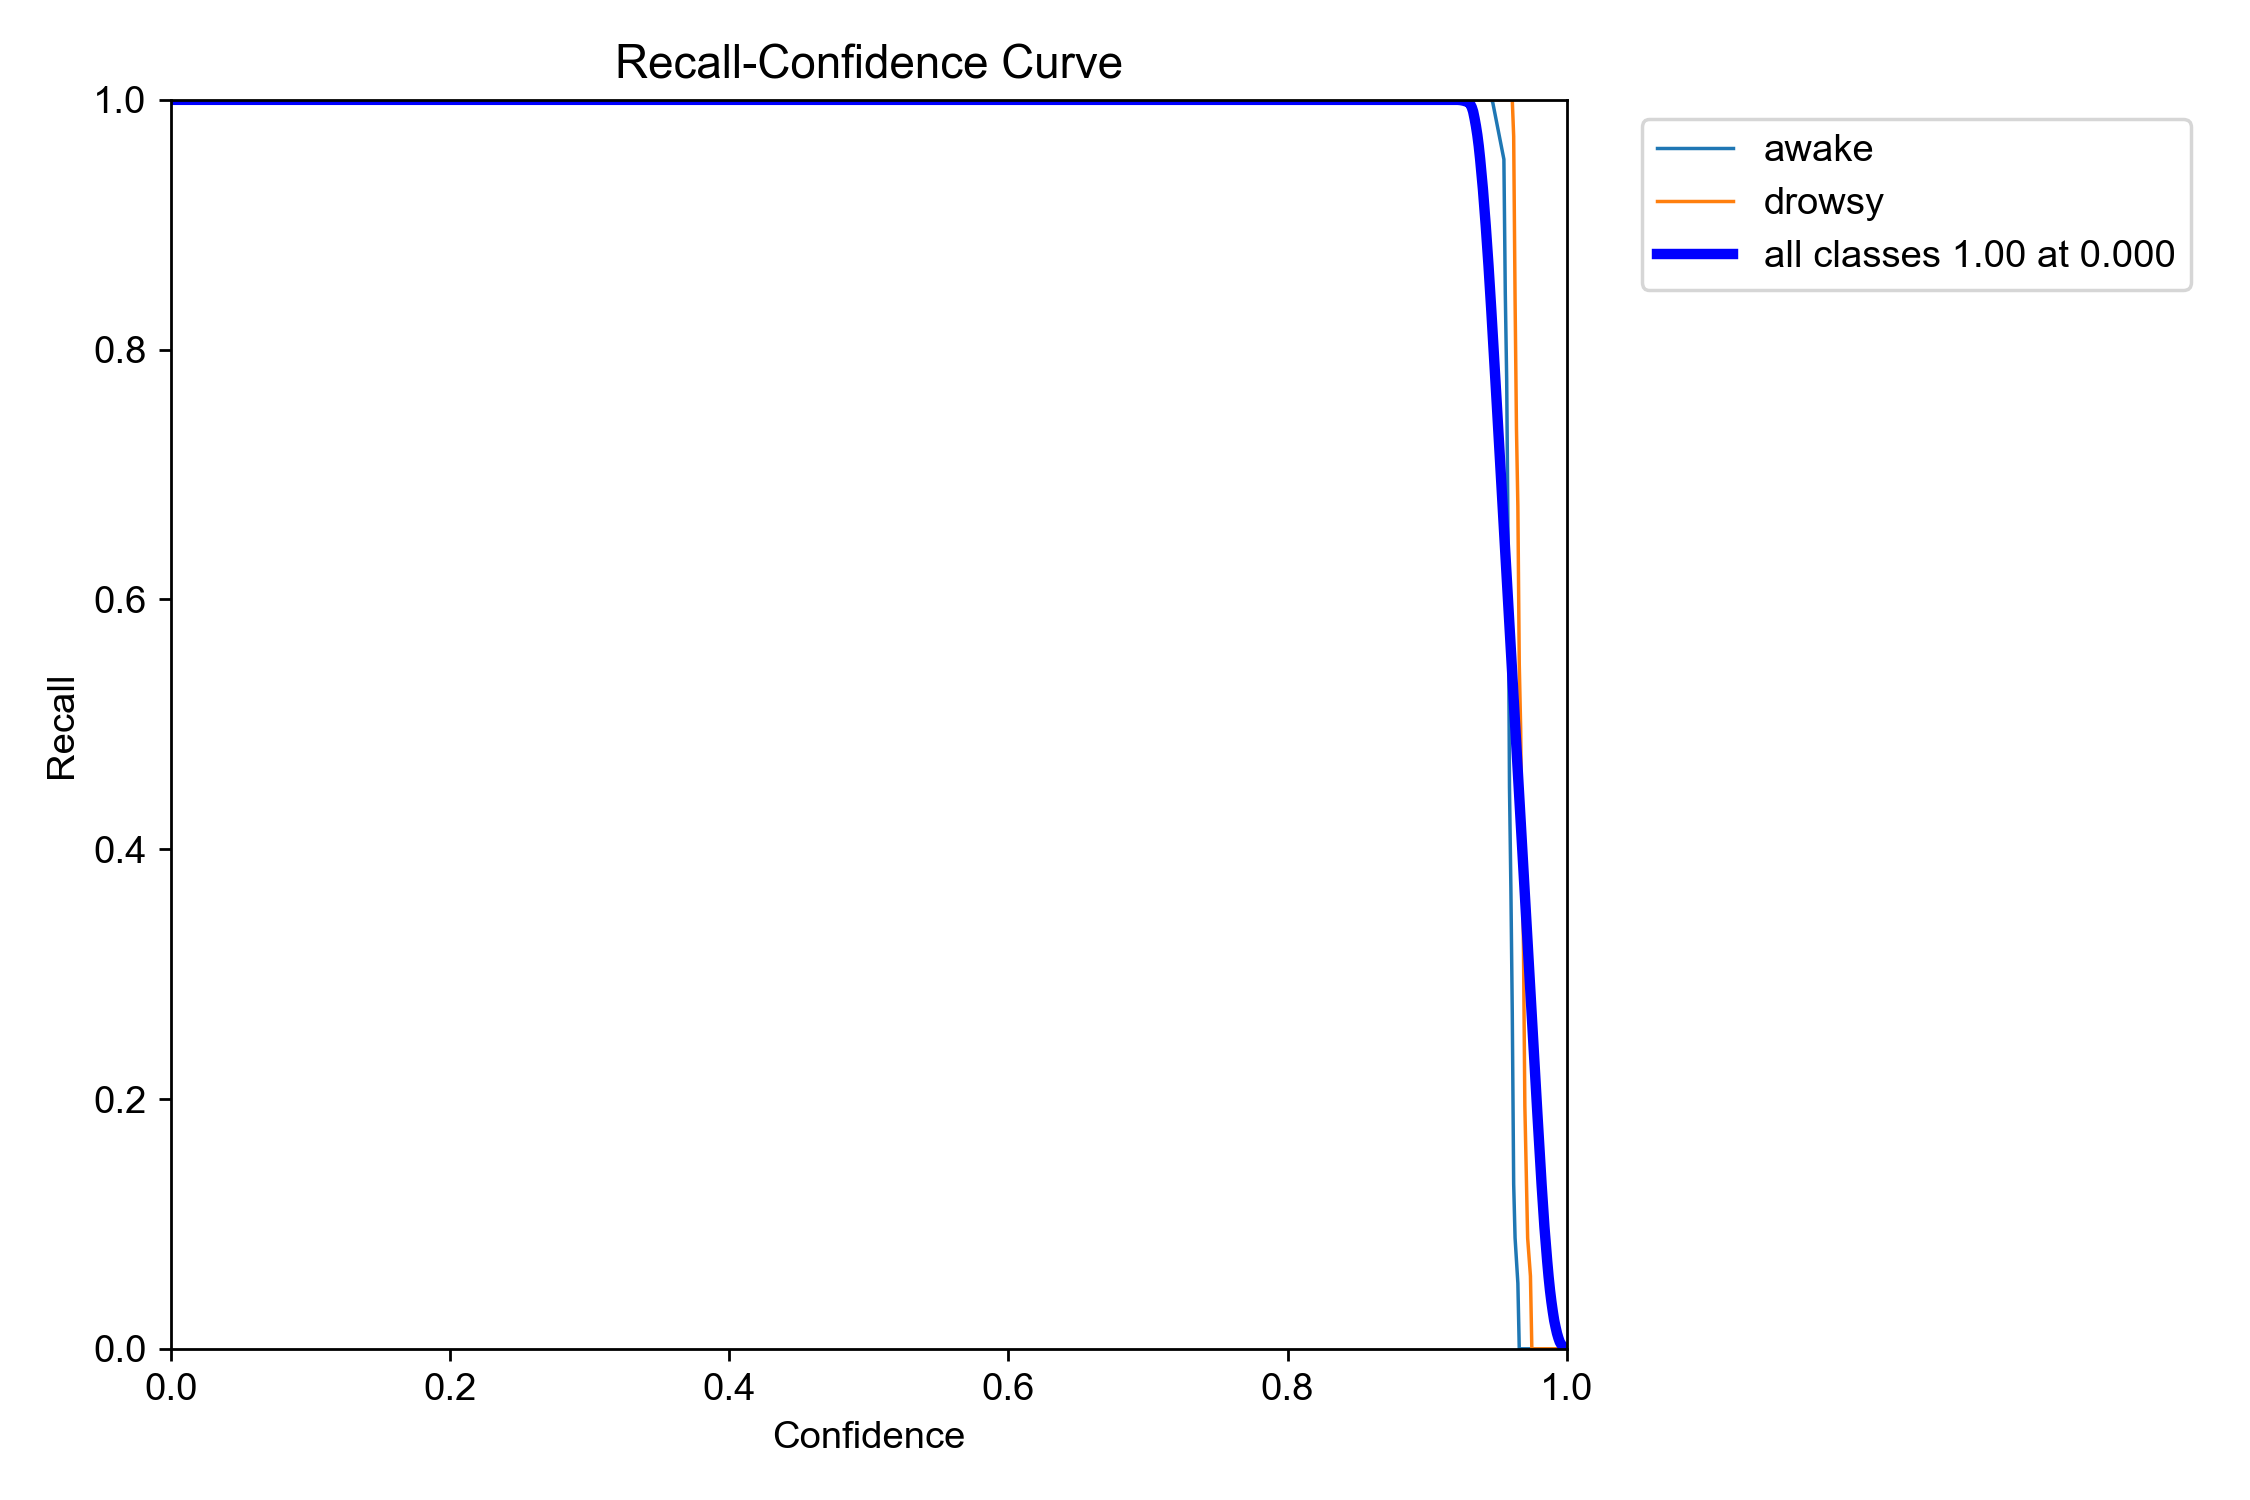 Recall-Confidence Curve
1.0
0.8
0.6
0.4
0.2
0.0
Recall
0.0 0.2 0.4 0.6 0.8 1.0
Confidence
awake
drowsy
all classes 1.00 at 0.000